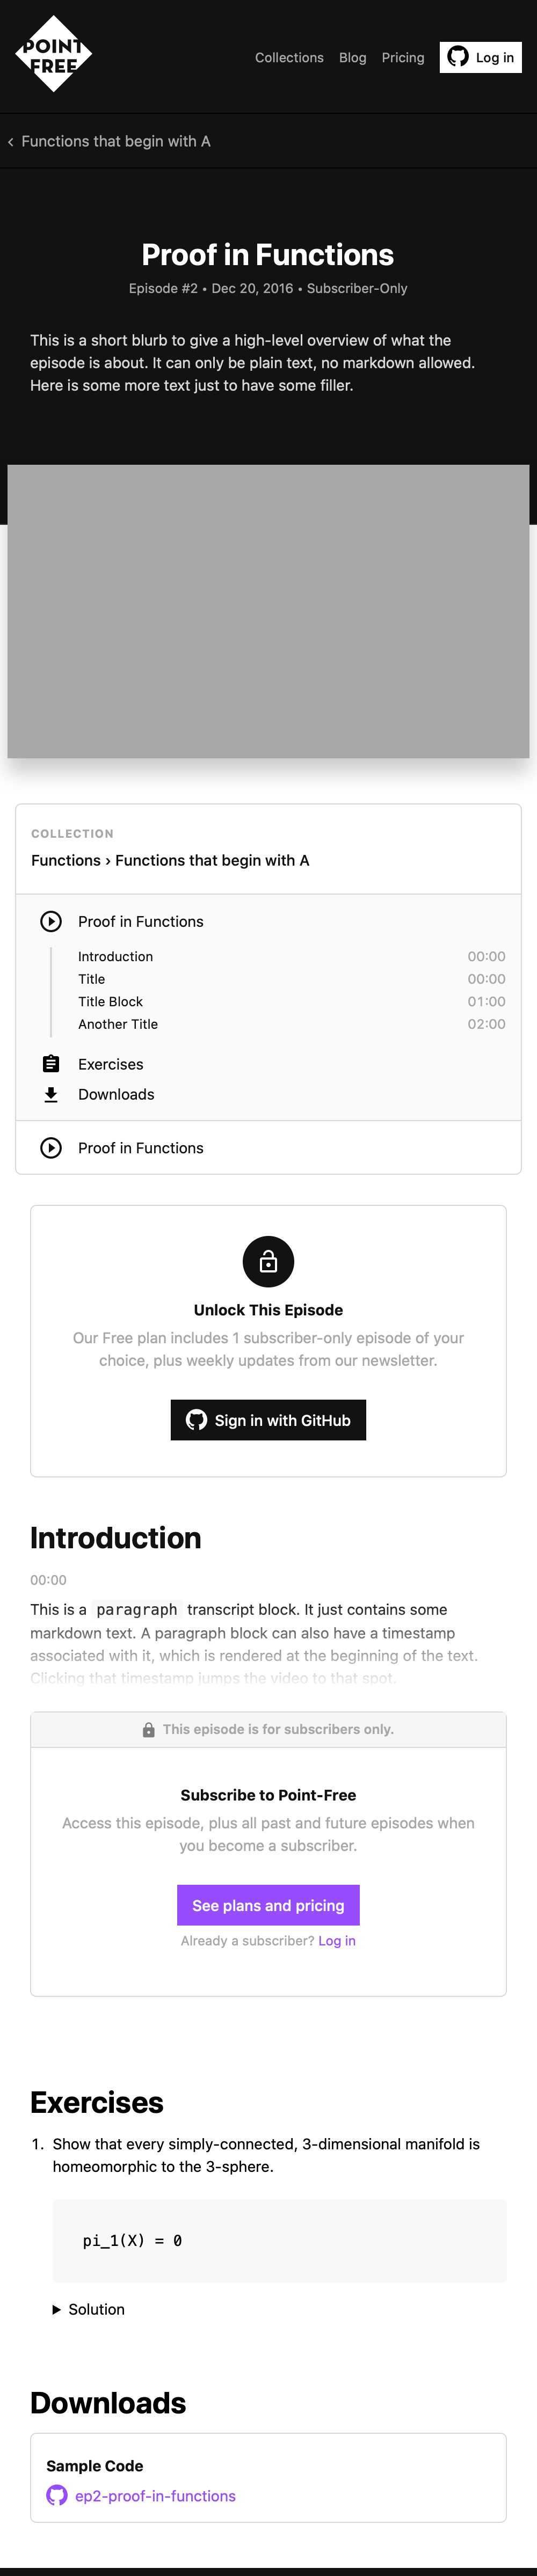 POINT
FREE
Collections Blog Pricing Log in
‹ Functions that begin with A
Proof in Functions
Episode #2 • Dec 20, 2016 • Subscriber-Only
This is a short blurb to give a high-level overview of what the
episode is about. It can only be plain text, no markdown allowed.
Here is some more text just to have some filler.
COLLECTION
Functions › Functions that begin with A
Proof in Functions
Introduction 00:00
Title 00:00
Title Block 01:00
Another Title 02:00
Exercises
Downloads
Proof in Functions
Unlock This Episode
Our Free plan includes 1 subscriber-only episode of your
choice, plus weekly updates from our newsletter.
Sign in with GitHub
Introduction
00:00
This is a paragraph transcript block. It just contains some
markdown text. A paragraph block can also have a timestamp
associated with it, which is rendered at the beginning of the text.
Clicking that timestamp jumps the video to that spot.
This episode is for subscribers only.
Subscribe to Point-Free
Access this episode, plus all past and future episodes when
you become a subscriber.
See plans and pricing
Already a subscriber? Log in
Exercises
1. Show that every simply-connected, 3-dimensional manifold is
homeomorphic to the 3-sphere.
pi_1(X) = 0
Solution
Downloads
Sample Code
ep2-proof-in-functions